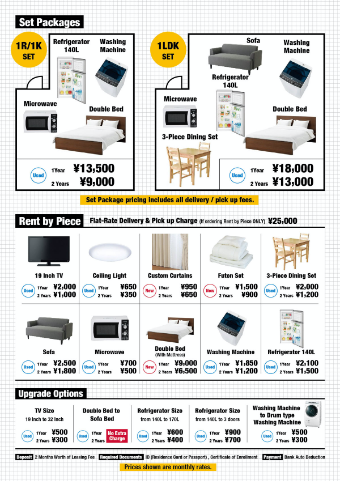 Set Packages
1R/1K
SET
Refrigerator
140L
Washing
Machine
Microwave
Double Bed
Used
1Year ¥13,500
2 Years ¥9,000
1LDK
SET
Sofa
Washing
Machine
Refrigerator
140L
Microwave
Double Bed
3-Piece Dining Set
Used
1Year ¥18,000
2 Years ¥13,000
Set Package pricing includes all delivery / pick up fees.
Rent by Piece
Flat-Rate Delivery & Pick up Charge (If renting Rent by Piece ONLY) ¥25,000
19 Inch TV
Used
1Year ¥2,000
2 Years ¥1,000
Ceiling Light
Used
1Year ¥650
2 Years ¥350
Custom Curtains
New
1Year ¥950
2 Years ¥650
Futon Set
New
1Year ¥1,500
2 Years ¥900
3-Piece Dining Set
Used
1Year ¥2,000
2 Years ¥1,200
Sofa
Used
1Year ¥2,500
2 Years ¥1,800
Microwave
Used
1Year ¥700
2 Years ¥500
Double Bed
(With Mattress)
New
1Year ¥9,000
2 Years ¥6,500
Washing Machine
Used
1Year ¥1,850
2 Years ¥1,200
Refrigerator 140L
Used
1Year ¥2,100
2 Years ¥1,500
Upgrade Options
TV Size
19 Inch to 32 Inch
Used
1Year ¥500
2 Years ¥300
Double Bed to
Sofa Bed
Used
1Year
2 Years
No Extra
Charge
Refrigerator Size
from 140L to 170L
Used
1Year ¥600
2 Years ¥400
Refrigerator Size
from 140L to 2 doors
Used
1Year ¥900
2 Years ¥700
Washing Machine
to Drum type
Washing Machine
Used
1Year ¥500
2 Years ¥300
Deposit 2 Months Worth of Leasing Fee
Required Documents ID (Residence Card or Passport), Certificate of Enrollment
Payment Bank Auto Deduction
Prices shown are monthly rates.